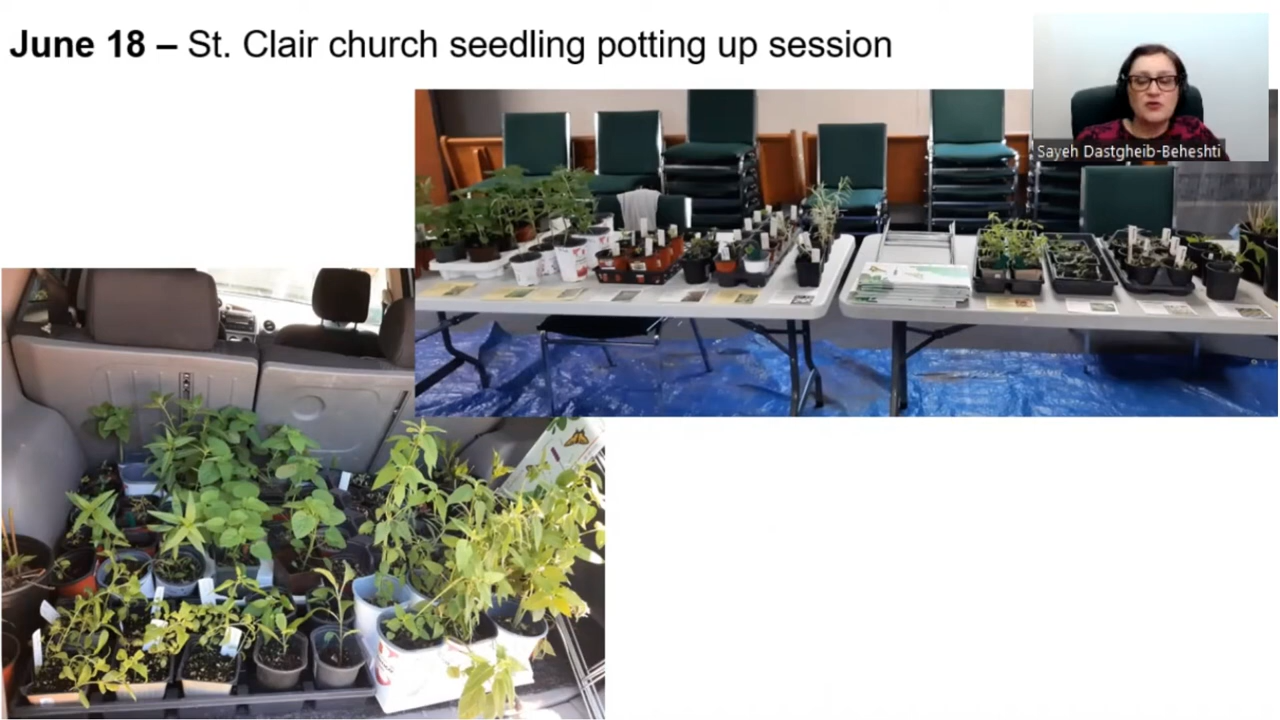 June 18 – St. Clair church seedling potting up session
Sayeh Dastgheib-Beheshti